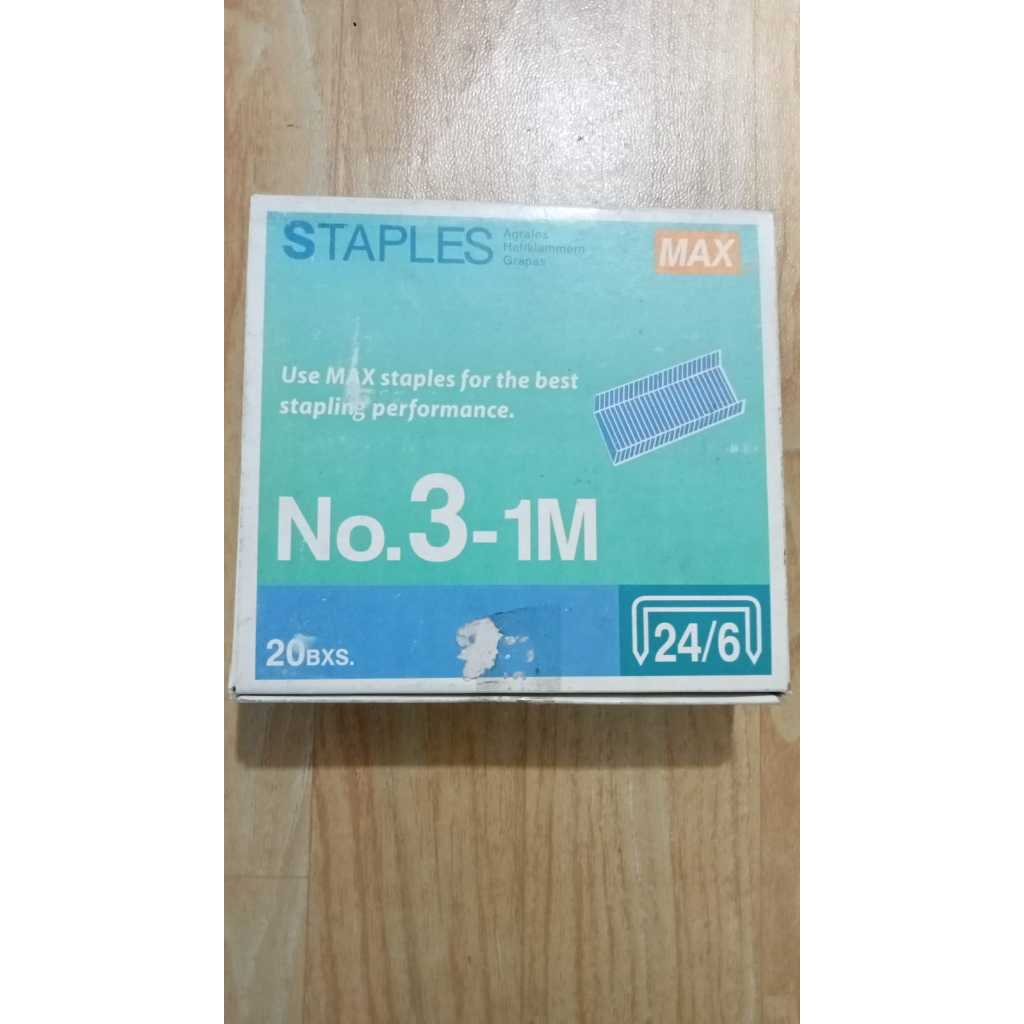 STAPLES
Agrafes
Heftklammern
Grapas
MAX
Use MAX staples for the best
stapling performance.
No.3-1M
20BXS.
24/6